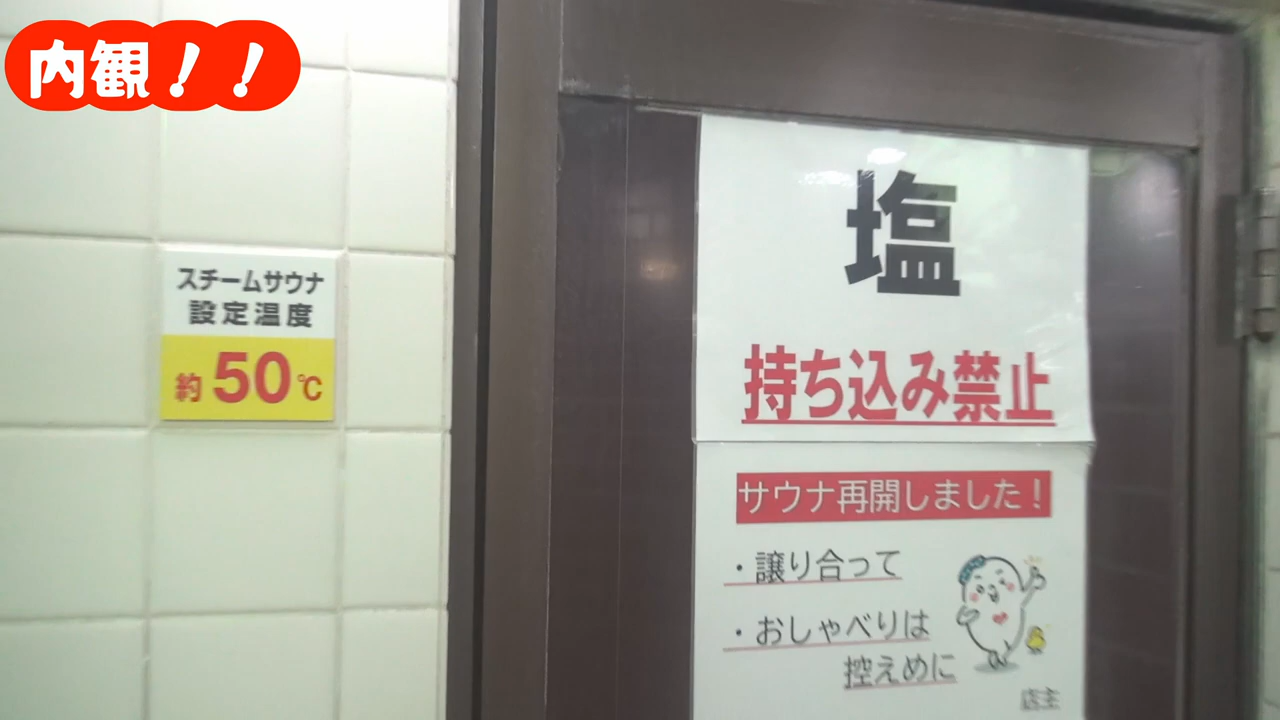 内観！！
スチームサウナ
設定温度
約50℃
塩
持ち込み禁止
サウナ再開しました！
・譲り合って
・おしゃべりは
控えめに
店主